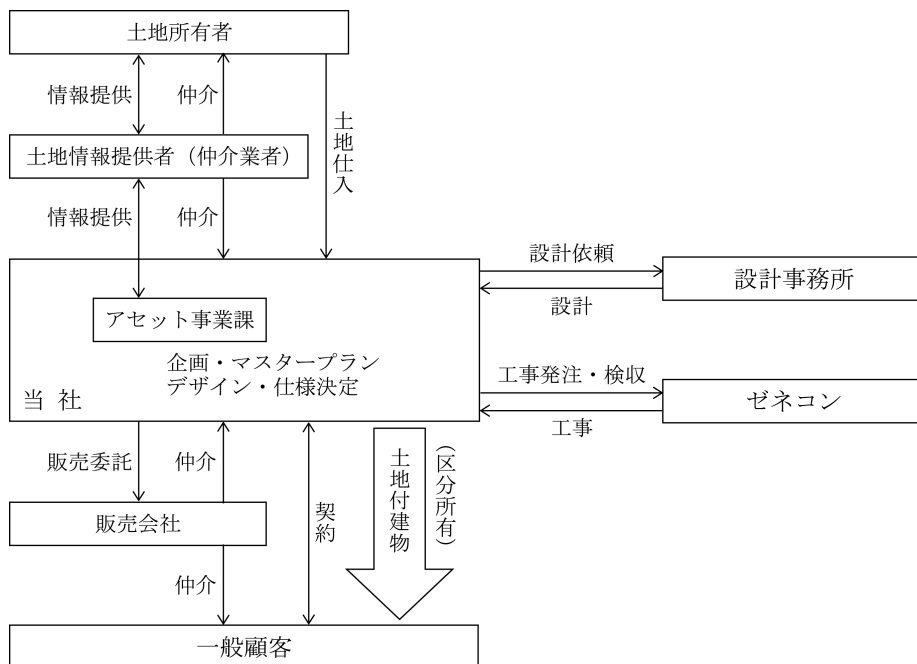 土地所有者
情報提供
仲介
土地仕入
土地情報提供者（仲介業者）
情報提供
仲介
設計依頼
設計事務所
設計
アセット事業課
企画・マスタープラン
デザイン・仕様決定
当 社
工事発注・検収
ゼネコン
工事
販売委託
仲介
契約
土地付建物
（区分所有）
販売会社
仲介
一般顧客